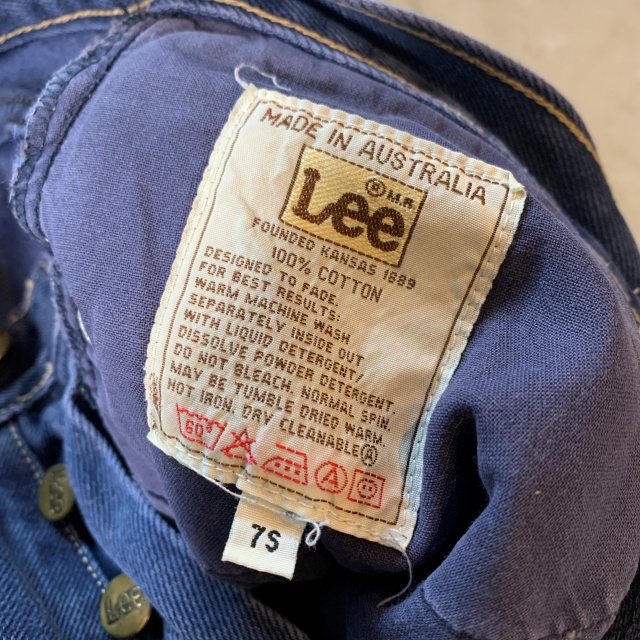 MADE IN AUSTRALIA
© M.R
Lee
FOUNDED KANSAS 1889
100% COTTON
DESIGNED TO FADE.
FOR BEST RESULTS.
WARM MACHINE WASH
SEPARATELY INSIDE OUT
WITH LIQUID DETERGENT/
DISSOLVE POWDER DETERGENT.
DO NOT BLEACH. NORMAL SPIN.
MAY BE TUMBLE DRIED WARM.
HOT IRON. DRY CLEANABLE Ⓐ
60 A
7S
Lee